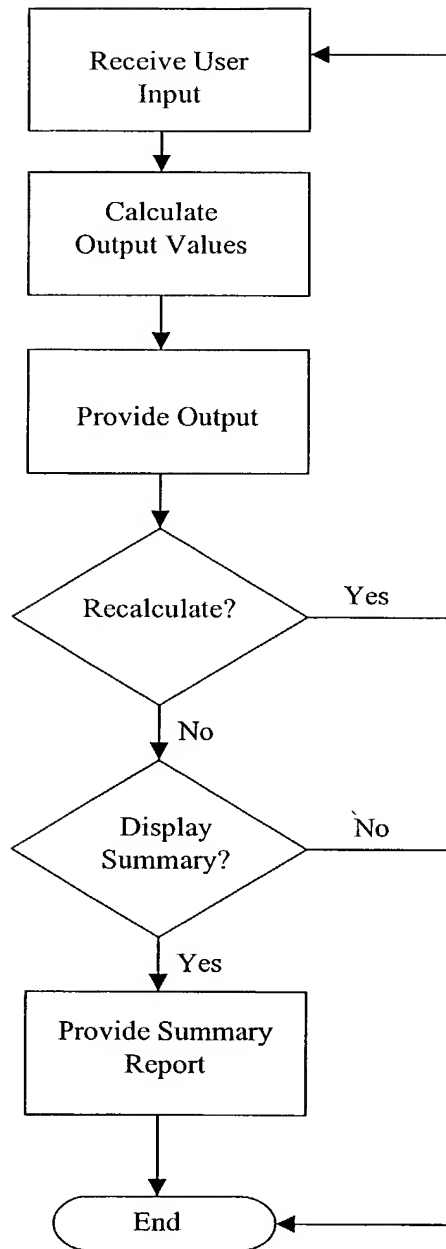 Receive User
Input
Calculate
Output Values
Provide Output
Recalculate?
Yes
No
Display
Summary?
No
Yes
Provide Summary
Report
End